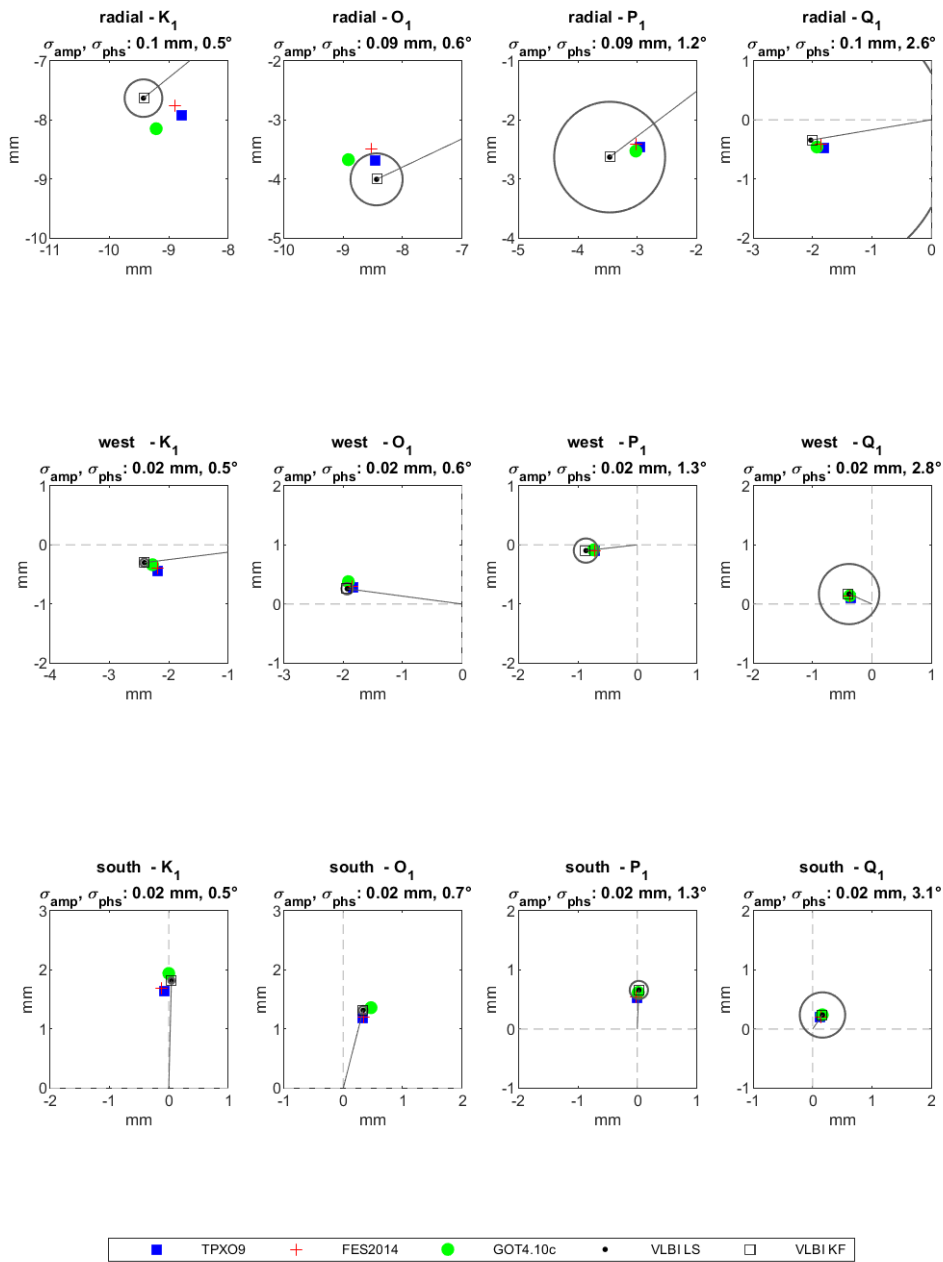 radial - K1 radial - O1 radial - P1 radial - Q1
σamp, σphs: 0.1 mm, 0.5° σamp, σphs: 0.09 mm, 0.6° σamp, σphs: 0.09 mm, 1.2° σamp, σphs: 0.1 mm, 2.6°
-7 -2 -1 1
-8 -3 -2 0
mm mm mm mm
-9 -4 -3 -1
-10 -5 -4 -2
-11 -10 -9 -8 -10 -9 -8 -7 -5 -4 -3 -2 -3 -2 -1 0
mm mm mm mm
west - K1 west - O1 west - P1 west - Q1
σamp, σphs: 0.02 mm, 0.5° σamp, σphs: 0.02 mm, 0.6° σamp, σphs: 0.02 mm, 1.3° σamp, σphs: 0.02 mm, 2.8°
1 2 1 2
0 1 0 1
mm mm mm mm
-1 0 -1 0
-2 -1 -2 -1
-4 -3 -2 -1 -3 -2 -1 0 -2 -1 0 1 -2 -1 0 1
mm mm mm mm
south - K1 south - O1 south - P1 south - Q1
σamp, σphs: 0.02 mm, 0.5° σamp, σphs: 0.02 mm, 0.7° σamp, σphs: 0.02 mm, 1.3° σamp, σphs: 0.02 mm, 3.1°
3 3 2 2
2 2 1 1
mm mm mm mm
1 1 0 0
0 0 -1 -1
-2 -1 0 1 -1 0 1 2 -2 -1 0 1 -1 0 1 2
mm mm mm mm
TPXO9 FES2014 GOT4.10c VLBI LS VLBI KF